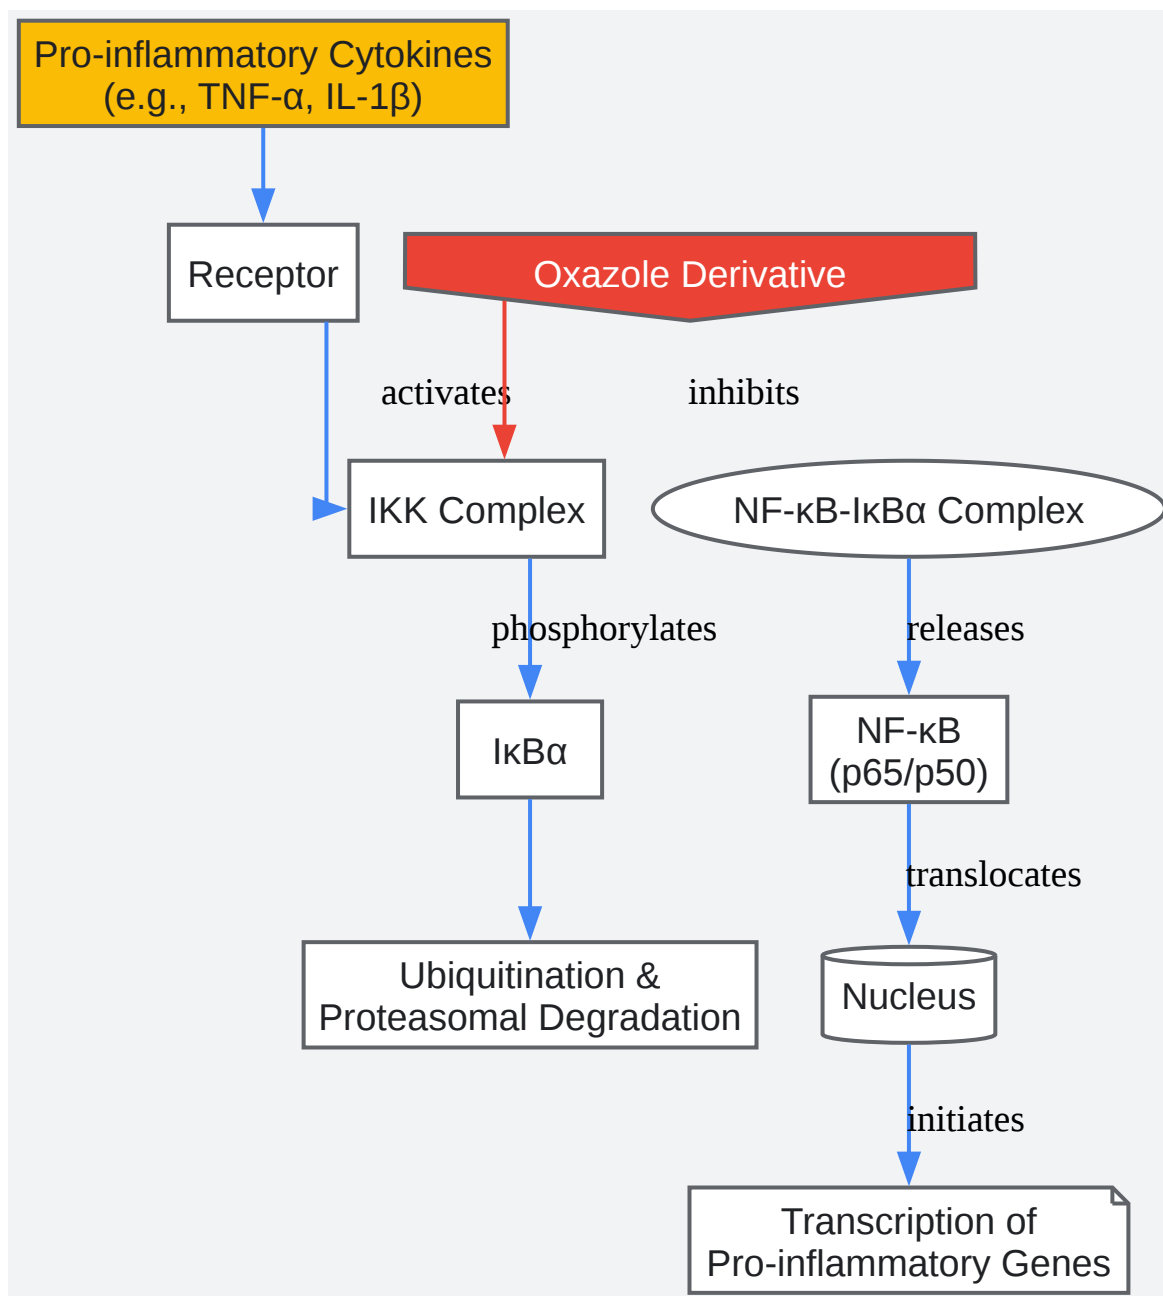 Pro-inflammatory Cytokines
(e.g., TNF-α, IL-1β)
Receptor
Oxazole Derivative
activates
inhibits
IKK Complex
NF-κB-IκBα Complex
phosphorylates
releases
IκBα
NF-κB
(p65/p50)
translocates
Ubiquitination &
Proteasomal Degradation
Nucleus
initiates
Transcription of
Pro-inflammatory Genes